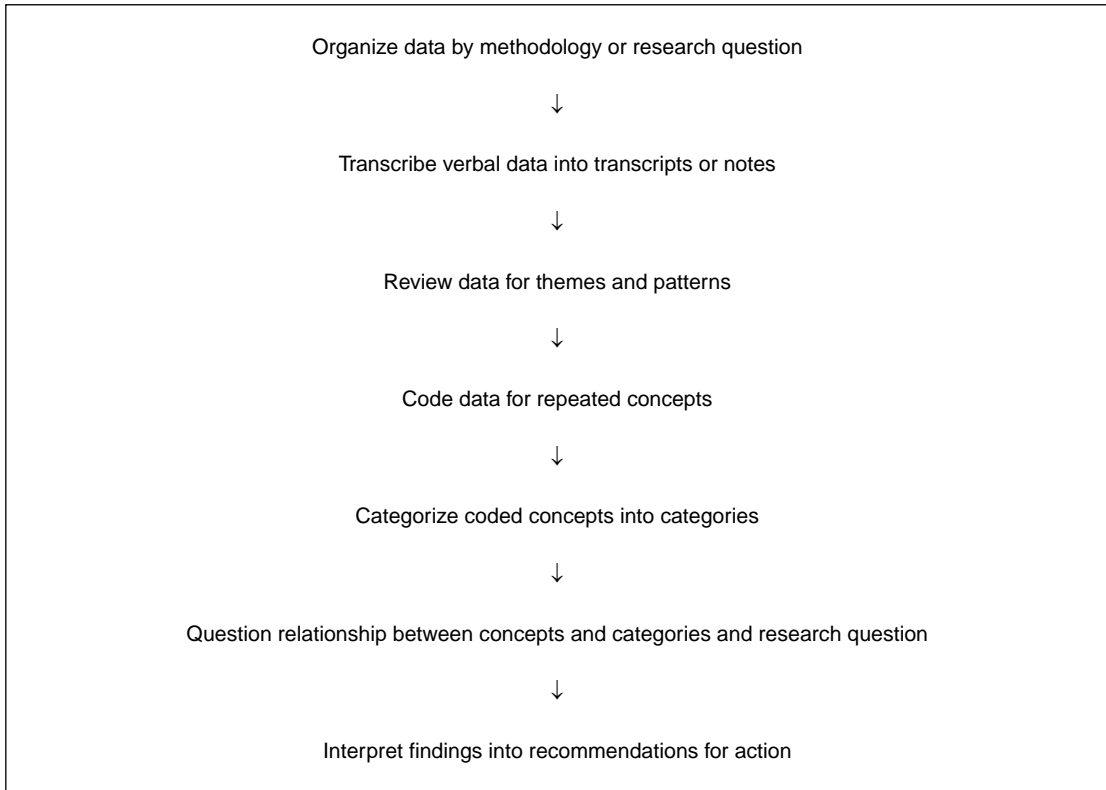 Organize data by methodology or research question
↓
Transcribe verbal data into transcripts or notes
↓
Review data for themes and patterns
↓
Code data for repeated concepts
↓
Categorize coded concepts into categories
↓
Question relationship between concepts and categories and research question
↓
Interpret findings into recommendations for action